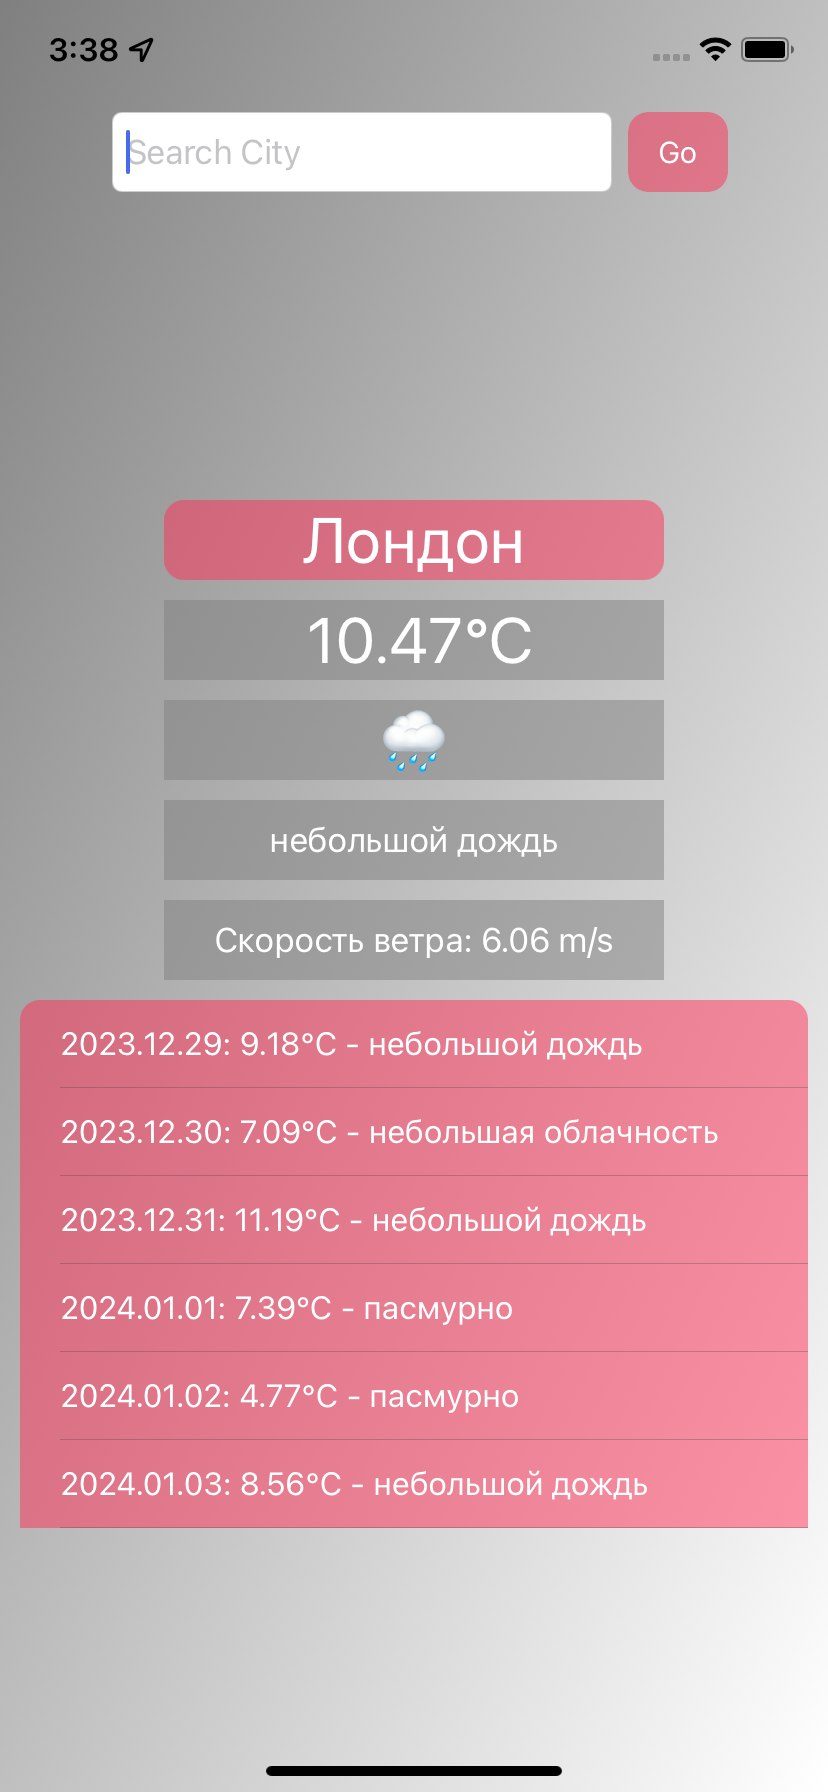 3:38
Search City
Go
Лондон
10.47°C
небольшой дождь
Скорость ветра: 6.06 m/s
2023.12.29: 9.18°C - небольшой дождь
2023.12.30: 7.09°C - небольшая облачность
2023.12.31: 11.19°C - небольшой дождь
2024.01.01: 7.39°C - пасмурно
2024.01.02: 4.77°C - пасмурно
2024.01.03: 8.56°C - небольшой дождь